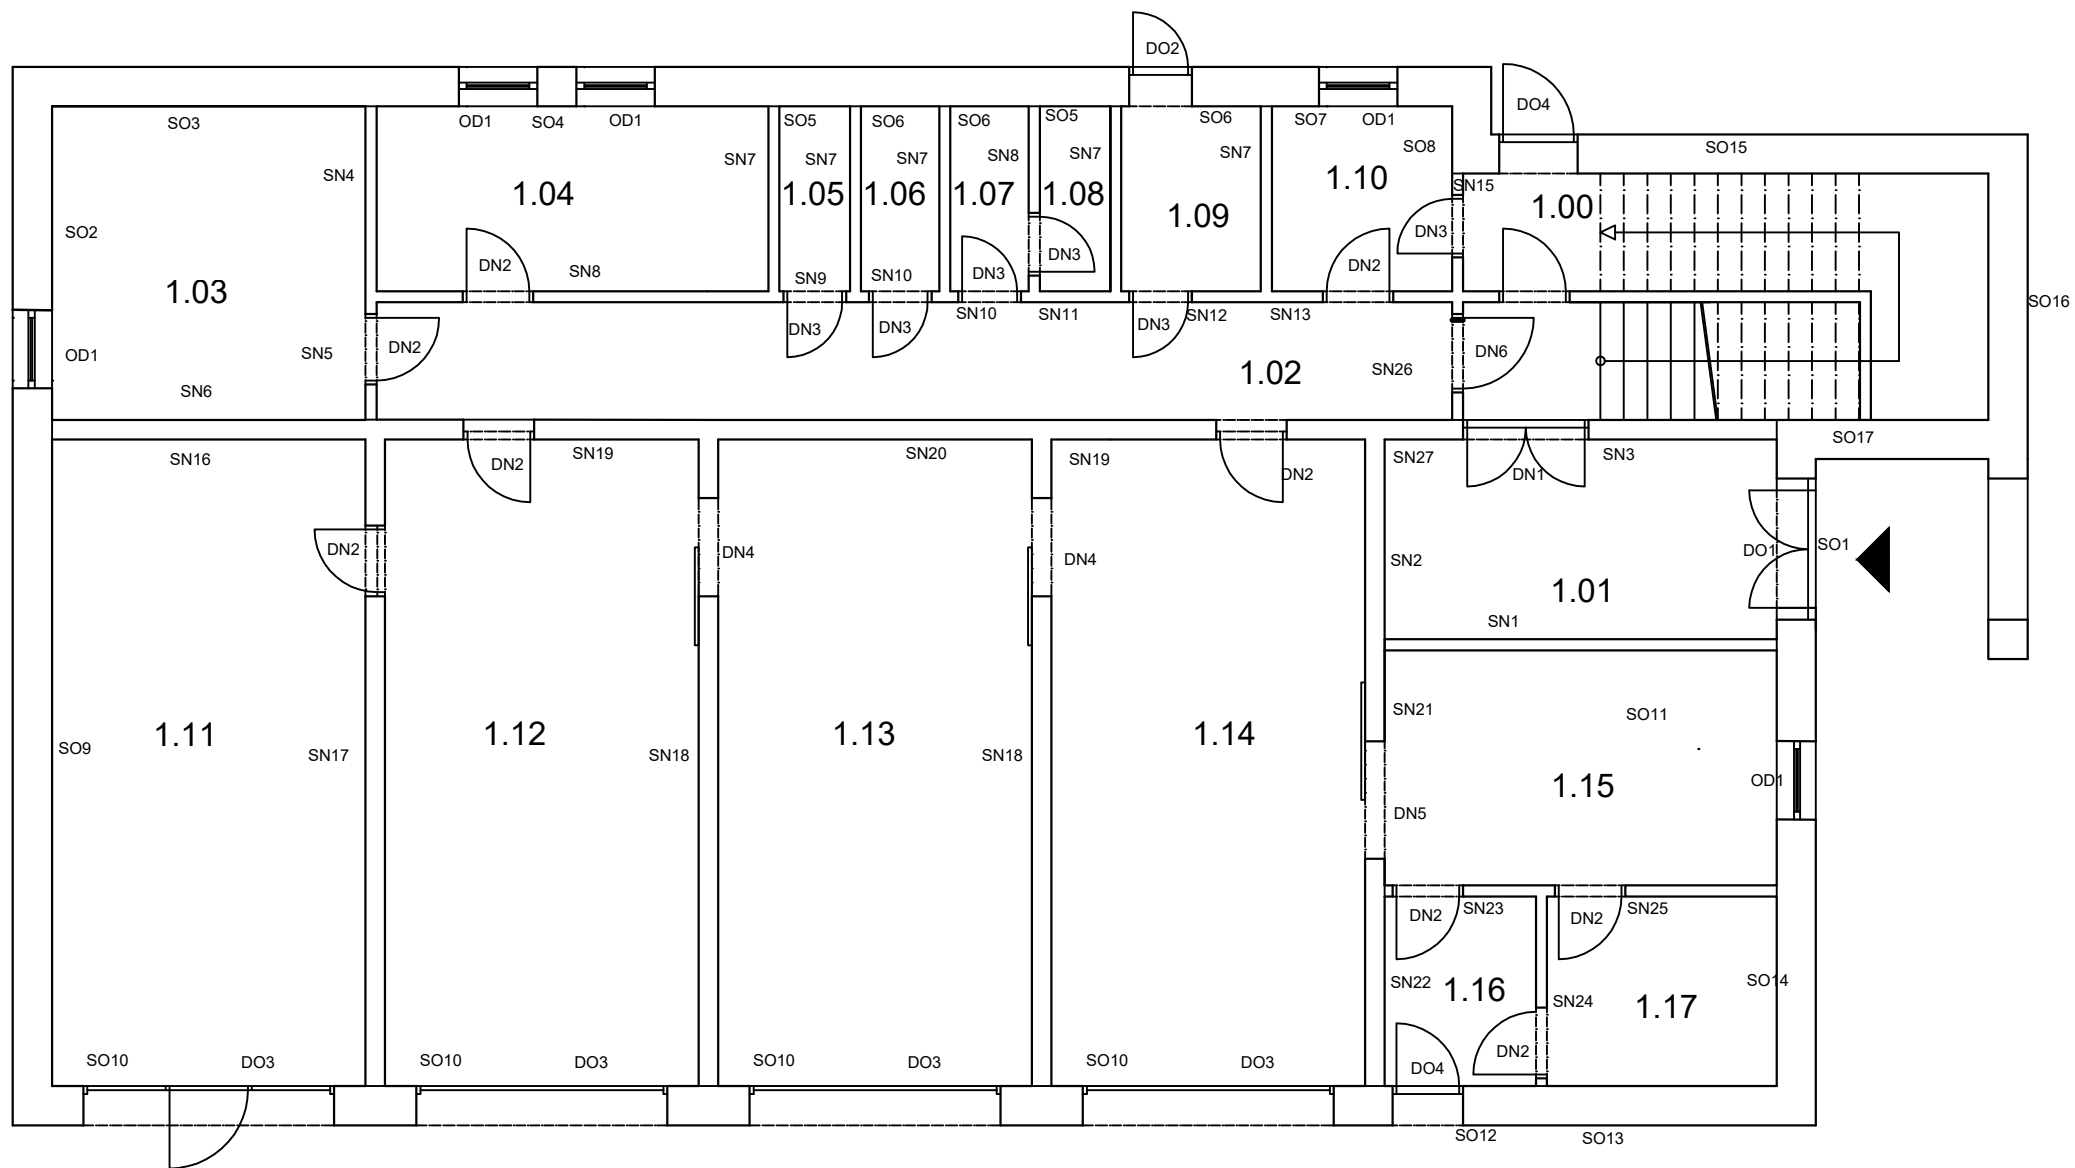 DO2
DO4
SO3
OD1
SO4
OD1
SO5
SO6
SO6
SO5
SO6
SO7
OD1
SO8
SO15
SN4
SN7
SN7
SN7
SN8
SN7
SN7
SN15
1.04
1.05
1.06
1.07
1.08
1.09
1.10
1.00
SO2
DN3
1.03
DN2
SN8
SN9
SN10
DN3
DN3
DN2
SO16
SN10
SN11
SN12
SN13
DN3
DN3
DN3
OD1
SN5
DN2
DN6
1.02
SN26
SN6
SO17
SN16
DN2
SN19
SN20
SN19
DN2
SN27
DN1
SN3
DN2
DN4
DN4
SN2
DO1
SO1
1.01
SN1
1.11
1.12
1.13
1.14
SN21
SO11
SO9
SN17
SN18
SN18
1.15
OD1
DN5
DN2
SN23
DN2
SN25
SN22
1.16
SN24
1.17
SO14
SO10
DO3
SO10
DO3
SO10
DO3
SO10
DO3
DO4
DN2
SO12
SO13